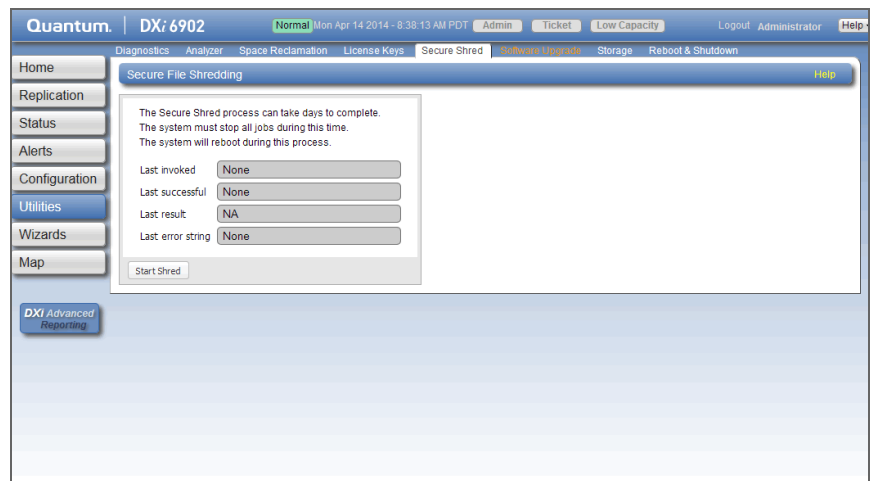 Quantum. DXi 6902 Normal Mon Apr 14 2014 - 8:38:13 AM PDT Admin Ticket Low Capacity Logout Administrator Help
Diagnostics Analyzer Space Reclamation License Keys Secure Shred Software Upgrade Storage Reboot & Shutdown
Home
Replication
Status
Alerts
Configuration
Utilities
Wizards
Map
DXI Advanced
Reporting
Secure File Shredding Help
The Secure Shred process can take days to complete.
The system must stop all jobs during this time.
The system will reboot during this process.
Last invoked None
Last successful None
Last result NA
Last error string None
Start Shred